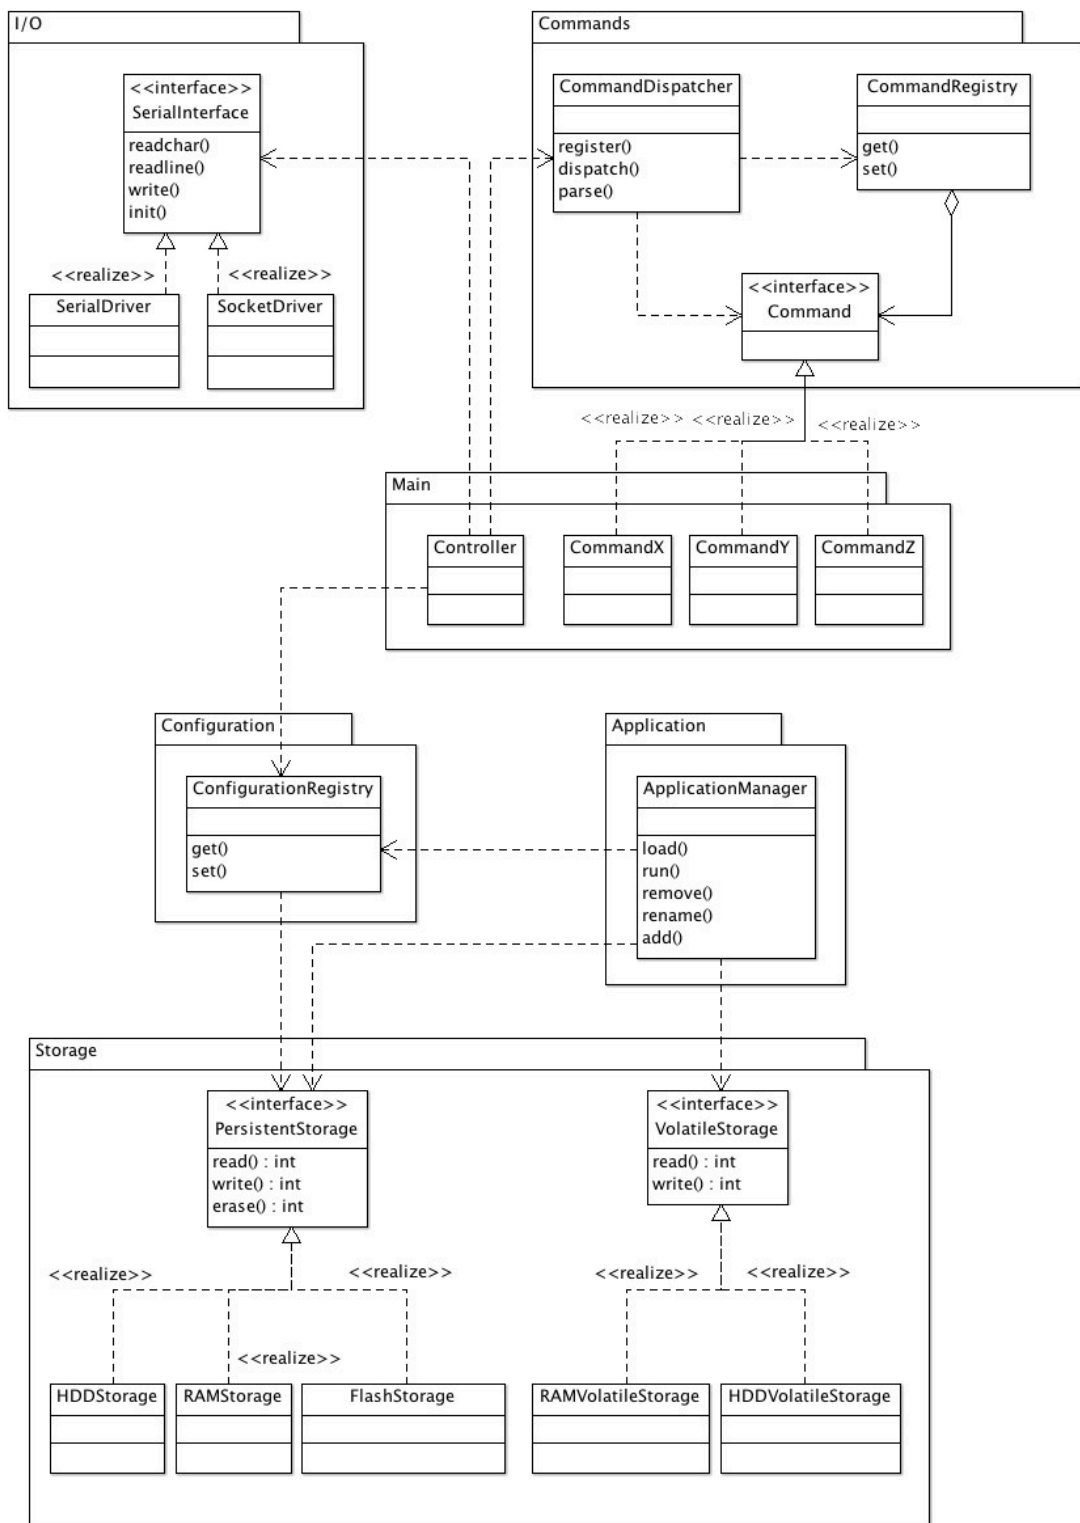 I/O
<<interface>>
SerialInterface
readchar()
readline()
write()
init()
<<realize>>
<<realize>>
SerialDriver
SocketDriver
Commands
CommandDispatcher
register()
dispatch()
parse()
CommandRegistry
get()
set()
<<interface>>
Command
<<realize>>
<<realize>>
<<realize>>
Main
Controller
CommandX
CommandY
CommandZ
Configuration
ConfigurationRegistry
get()
set()
Application
ApplicationManager
load()
run()
remove()
rename()
add()
Storage
<<interface>>
PersistentStorage
read() : int
write() : int
erase() : int
<<interface>>
VolatileStorage
read() : int
write() : int
<<realize>>
<<realize>>
<<realize>>
<<realize>>
<<realize>>
HDDStorage
RAMStorage
FlashStorage
RAMVolatileStorage
HDDVolatileStorage